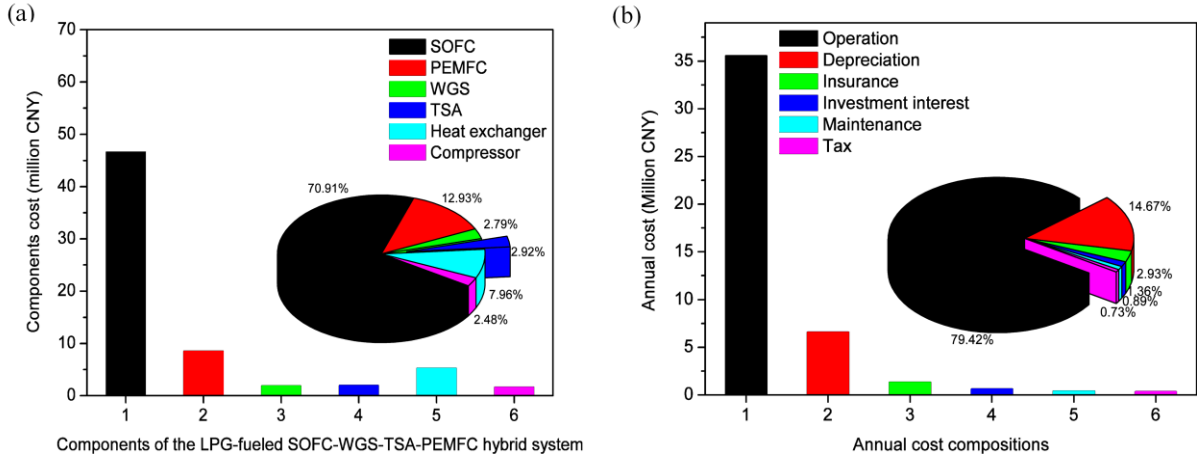 (a)
70
60
50
40
30
20
10
0
Components cost (million CNY)
SOFC
PEMFC
WGS
TSA
Heat exchanger
Compressor
70.91%
12.93%
2.79%
2.92%
7.96%
2.48%
1 2 3 4 5 6
Components of the LPG-fueled SOFC-WGS-TSA-PEMFC hybrid system
(b)
35
30
25
20
15
10
5
0
Annual cost (Million CNY)
Operation
Depreciation
Insurance
Investment interest
Maintenance
Tax
14.67%
2.93%
1.36%
0.89%
0.73%
79.42%
1 2 3 4 5 6
Annual cost compositions